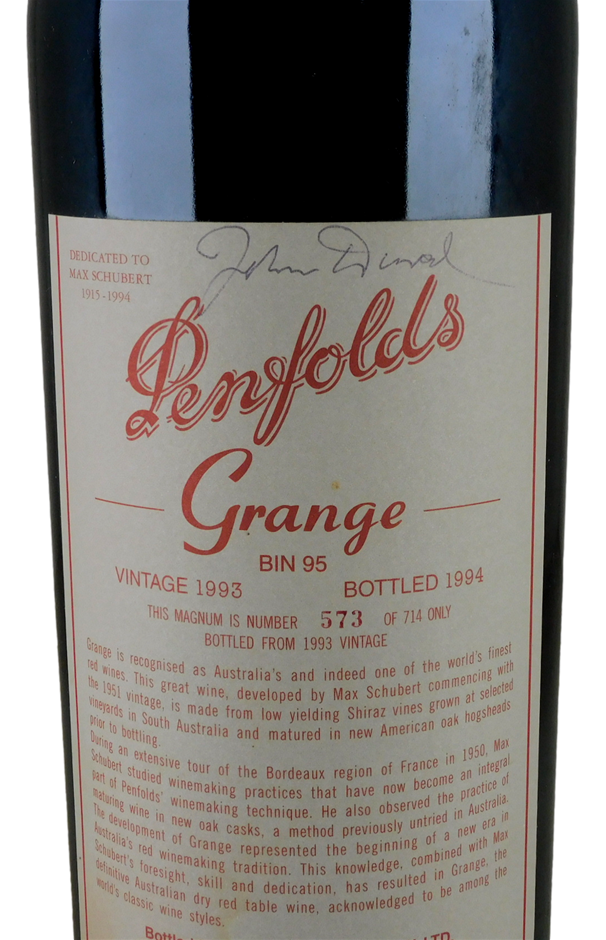 John Duval
DEDICATED TO
MAX SCHUBERT
1915-1994
Penfolds
Grange
BIN 95
VINTAGE 1993 BOTTLED 1994
THIS MAGNUM IS NUMBER 573 OF 714 ONLY
BOTTLED FROM 1993 VINTAGE
Grange is recognised as Australia's and indeed one of the world's finest
red wines. This great wine, developed by Max Schubert commencing with
the 1951 vintage, is made from low yielding Shiraz vines grown at selected
vineyards in South Australia and matured in new American oak hogsheads
prior to bottling.
During an extensive tour of the Bordeaux region of France in 1950, Max
Schubert studied winemaking practices that have now become an integral
part of Penfolds' winemaking technique. He also observed the practice of
maturing wine in new oak casks, a method previously untried in Australia.
The development of Grange represented the beginning of a new era in
Australia's red winemaking tradition. This knowledge, combined with Max
Schubert's foresight, skill and dedication, has resulted in Grange, the
definitive Australian dry red table wine, acknowledged to be among the
world's classic wine styles.
LTD